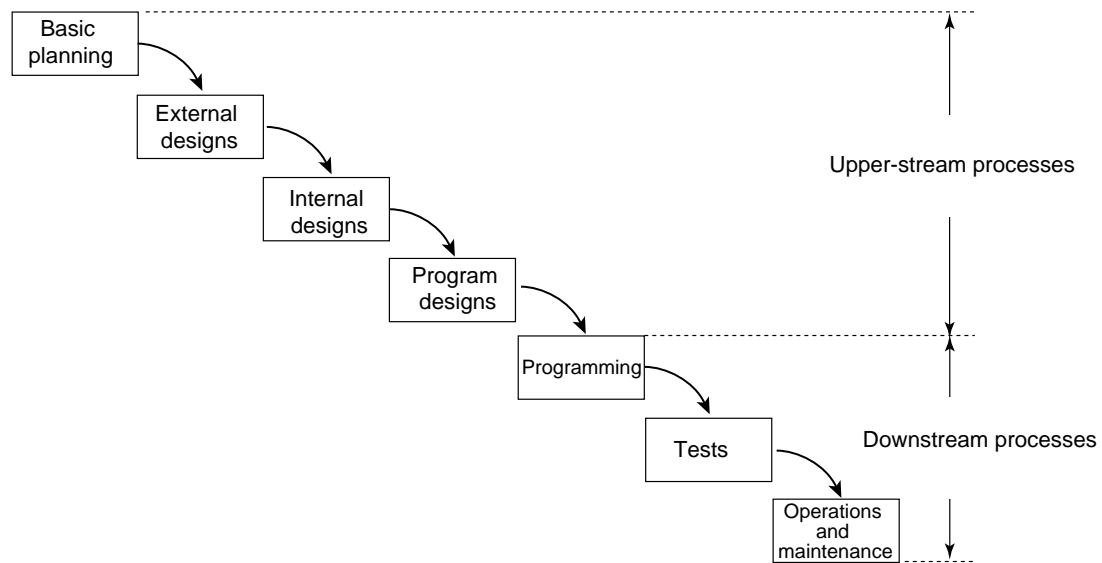 Basic
planning
External
designs
Internal
designs
Upper-stream processes
Program
designs
Programming
Tests
Downstream processes
Operations
and
maintenance